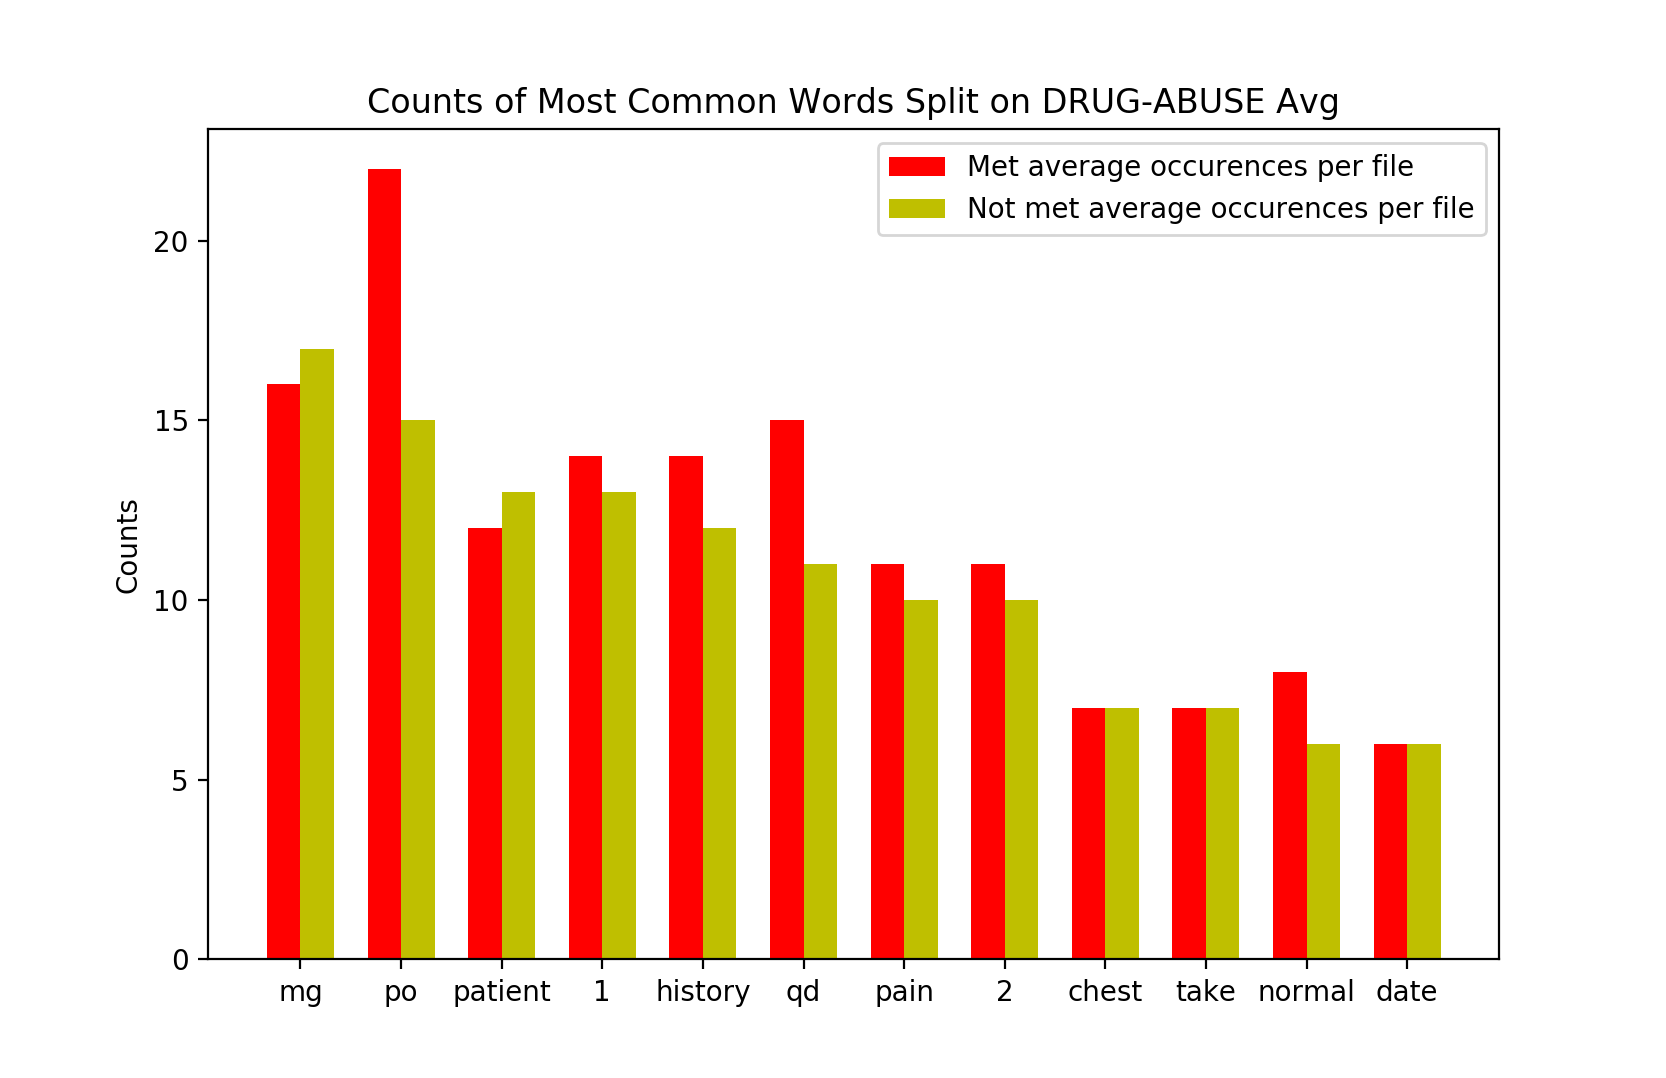 Counts of Most Common Words Split on DRUG-ABUSE Avg
Met average occurences per file
Not met average occurences per file
20
15
10
5
0
Counts
mg po patient 1 history qd pain 2 chest take normal date